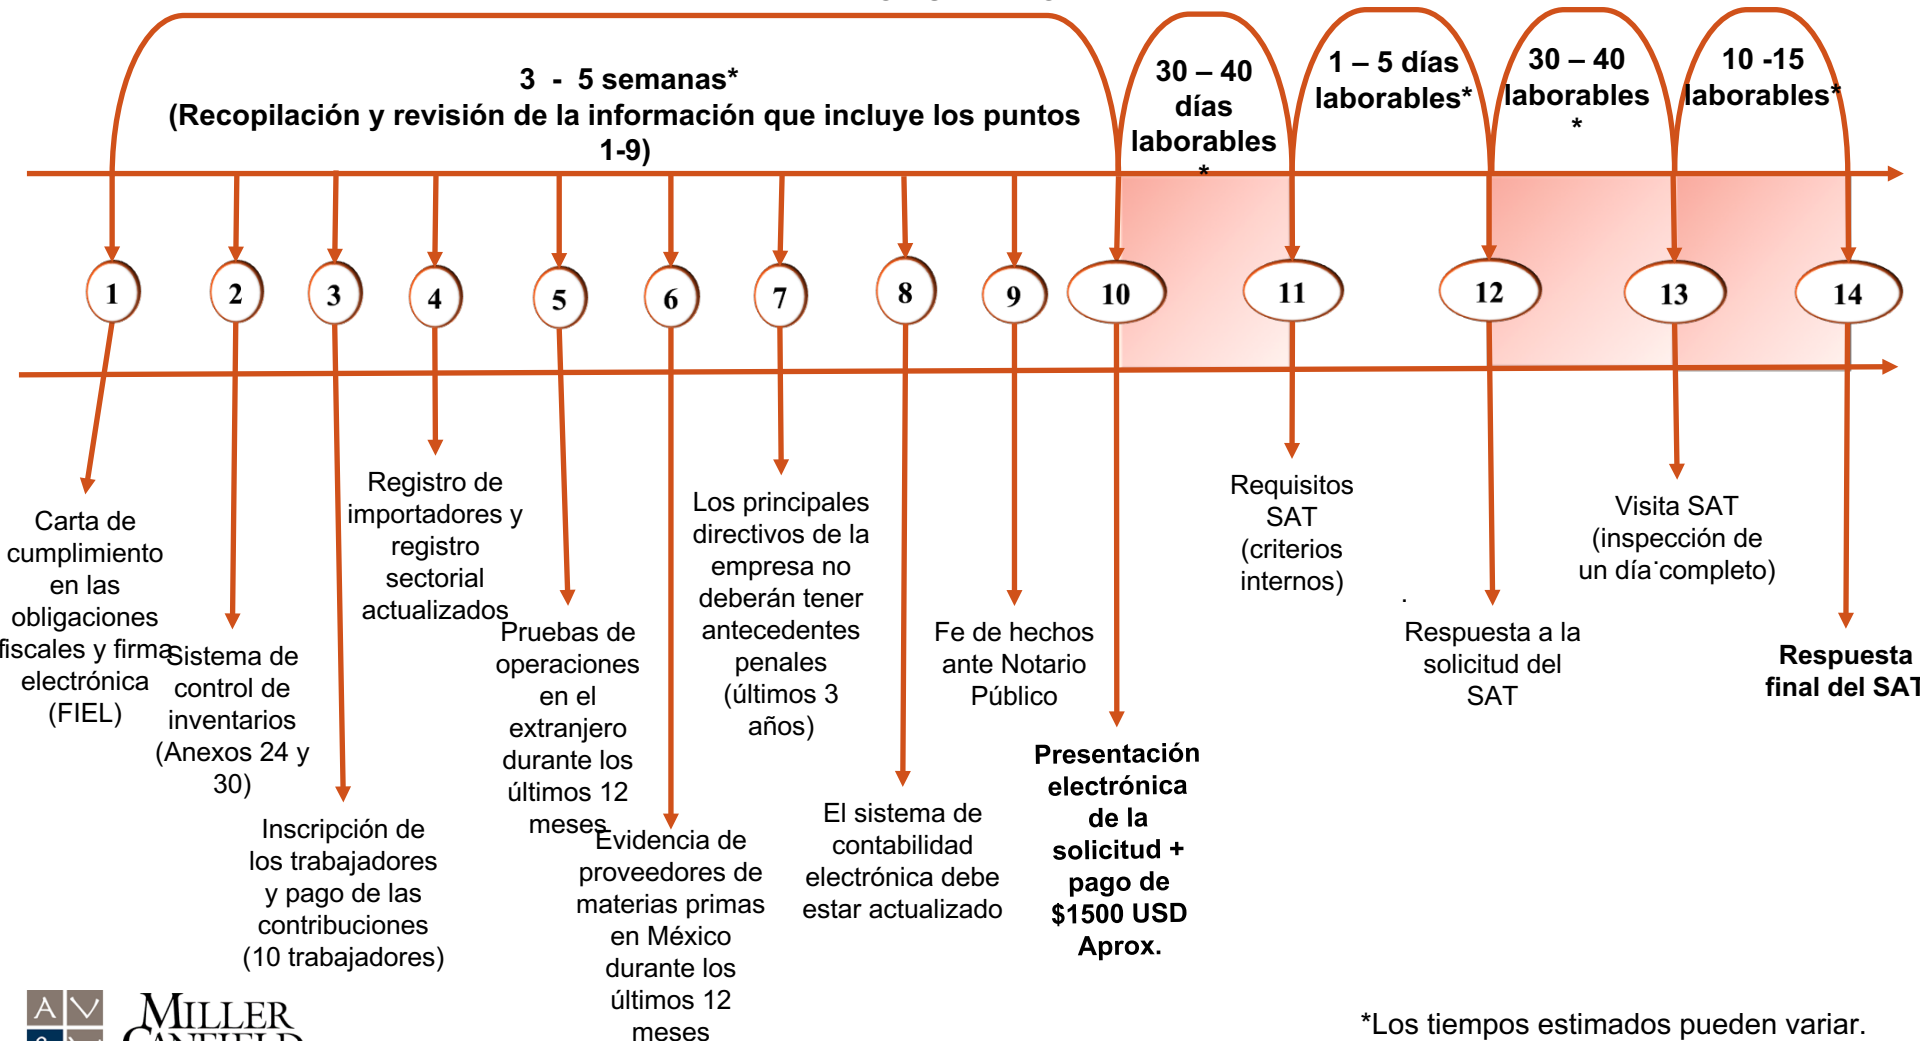 3 - 5 semanas*
(Recopilación y revisión de la información que incluye los puntos
1-9)
30 – 40
días
laborables
*
1 – 5 días
laborables*
30 – 40
laborables
*
10 -15
laborables*
1
2
3
4
5
6
7
8
9
10
11
12
13
14
Carta de
cumplimiento
en las
obligaciones
fiscales y firma
electrónica
(FIEL)
Sistema de
control de
inventarios
(Anexos 24 y
30)
Inscripción de
los trabajadores
y pago de las
contribuciones
(10 trabajadores)
Registro de
importadores y
registro
sectorial
actualizados
Pruebas de
operaciones
en el
extranjero
durante los
últimos 12
meses
Evidencia de
proveedores de
materias primas
en México
durante los
últimos 12
meses
Los principales
directivos de la
empresa no
deberán tener
antecedentes
penales
(últimos 3
años)
El sistema de
contabilidad
electrónica debe
estar actualizado
Fe de hechos
ante Notario
Público
Presentación
electrónica
de la
solicitud +
pago de
$1500 USD
Aprox.
Requisitos
SAT
(criterios
internos)
Respuesta a la
solicitud del
SAT
Visita SAT
(inspección de
un día completo)
Respuesta
final del SAT
MILLER
CANFIELD
*Los tiempos estimados pueden variar.